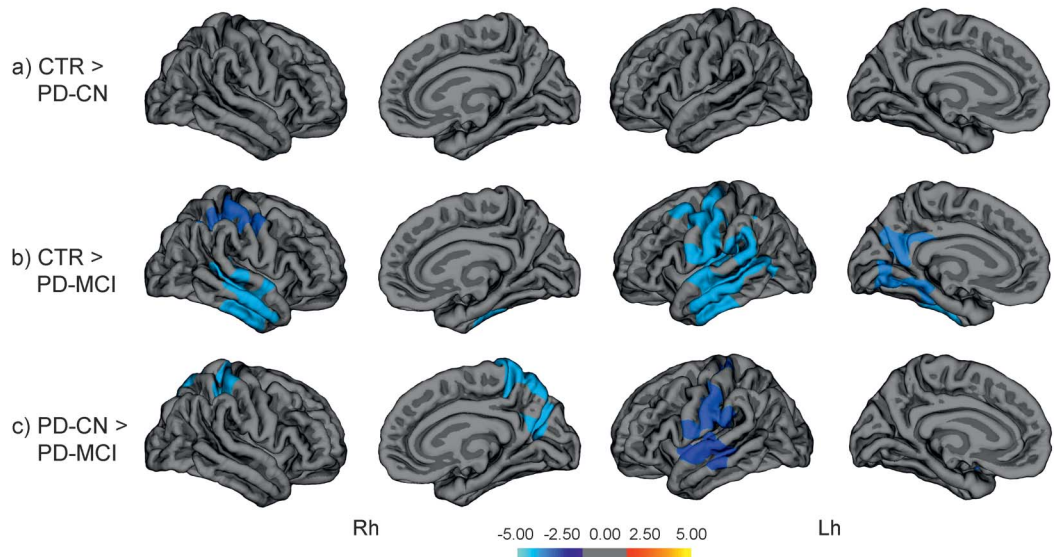 a) CTR >
PD-CN
b) CTR >
PD-MCI
c) PD-CN >
PD-MCI
Rh
Lh
-5.00 -2.50 0.00 2.50 5.00